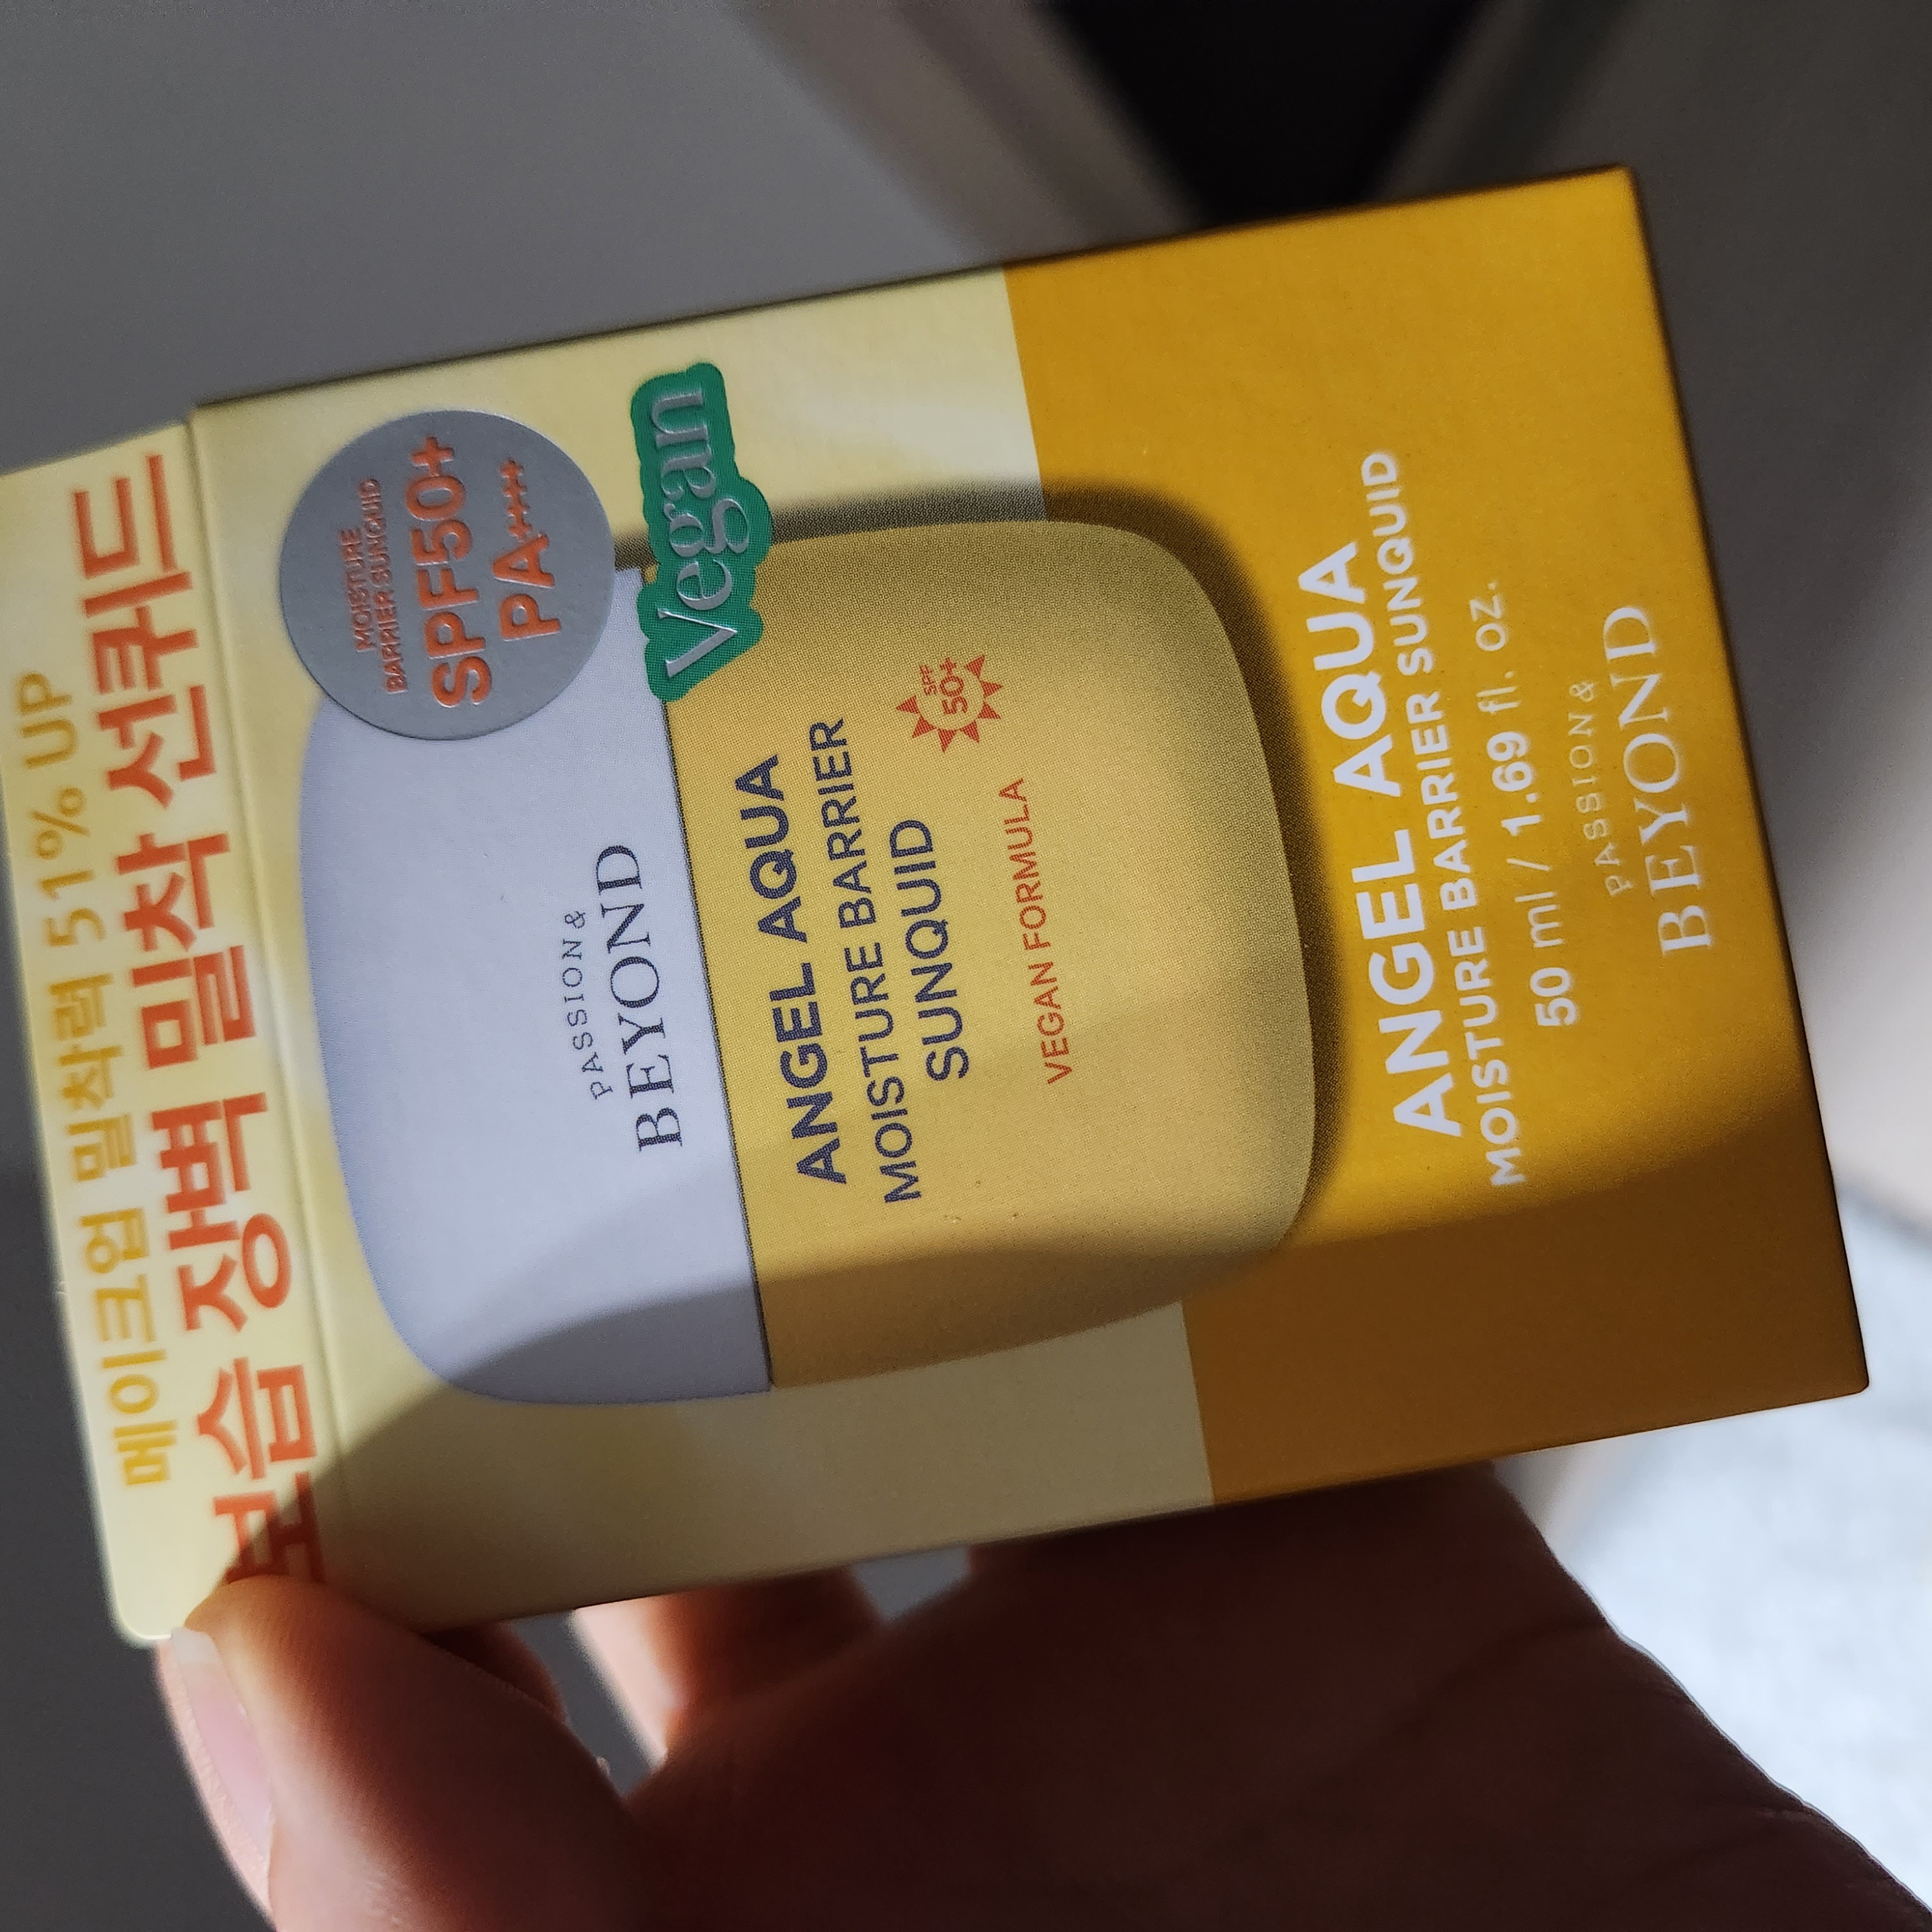 메이크업 밀착력 51% UP
보습 장벽 밀착 선퀴드
MOISTURE
BARRIER SUNQUID
SPF50+
PA++++
Vegan
PASSION &
BEYOND
ANGEL AQUA
MOISTURE BARRIER
SUNQUID
SPF
50+
VEGAN FORMULA
ANGEL AQUA
MOISTURE BARRIER SUNQUID
50 ml / 1.69 fl. oz.
PASSION &
BEYOND